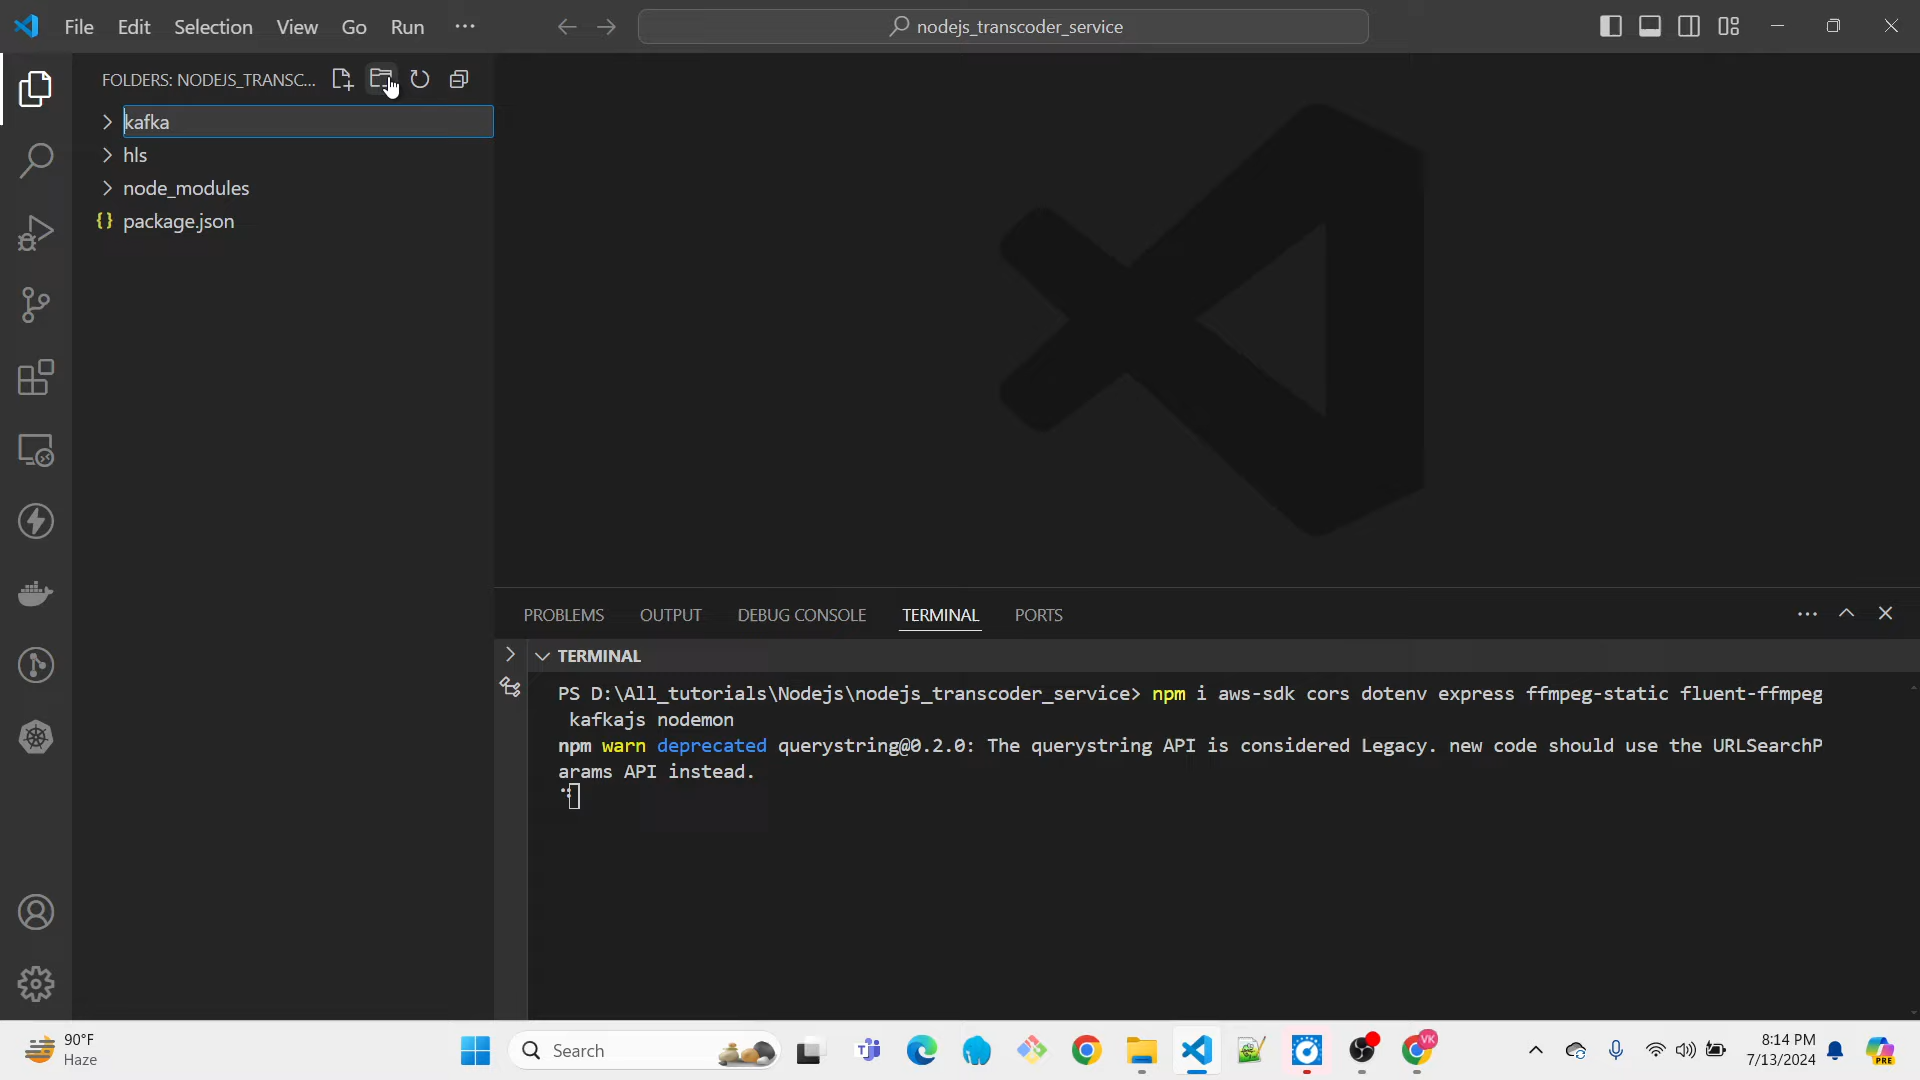 File Edit Selection View Go Run ···
nodejs_transcoder_service
FOLDERS: NODEJS_TRANSC...
kafka
hls
node_modules
{} package.json
PROBLEMS OUTPUT DEBUG CONSOLE TERMINAL PORTS
TERMINAL
PS D:\All_tutorials\Nodejs\nodejs_transcoder_service> npm i aws-sdk cors dotenv express ffmpeg-static fluent-ffmpeg
kafkajs nodemon
npm warn deprecated querystring@0.2.0: The querystring API is considered Legacy. new code should use the URLSearchP
arams API instead.
90°F
Haze
Search
VK
8:14 PM
7/13/2024
PRE